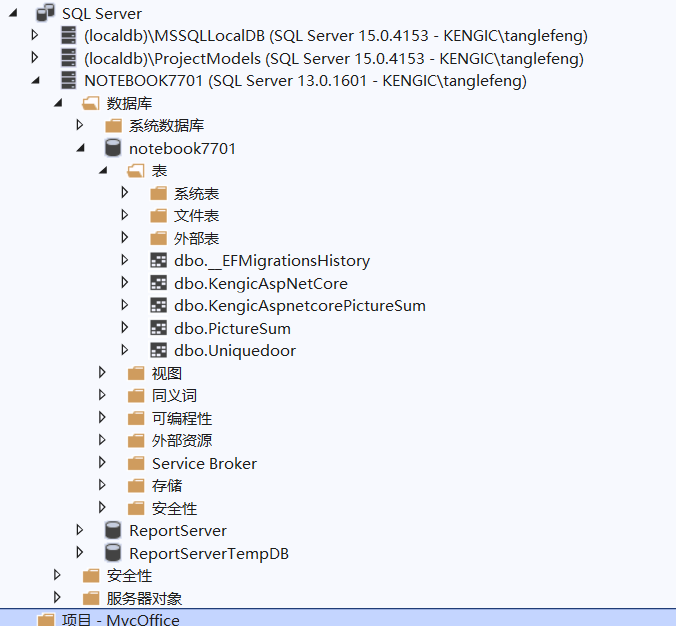 SQL Server
(localdb)\MSSQLLocalDB (SQL Server 15.0.4153 - KENGIC\tanglefeng)
(localdb)\ProjectModels (SQL Server 15.0.4153 - KENGIC\tanglefeng)
NOTEBOOK7701 (SQL Server 13.0.1601 - KENGIC\tanglefeng)
数据库
系统数据库
notebook7701
表
系统表
文件表
外部表
dbo.__EFMigrationsHistory
dbo.KengicAspNetCore
dbo.KengicAspnetcorePictureSum
dbo.PictureSum
dbo.Uniquedoor
视图
同义词
可编程性
外部资源
Service Broker
存储
安全性
ReportServer
ReportServerTempDB
安全性
服务器对象
项目 - MvcOffice